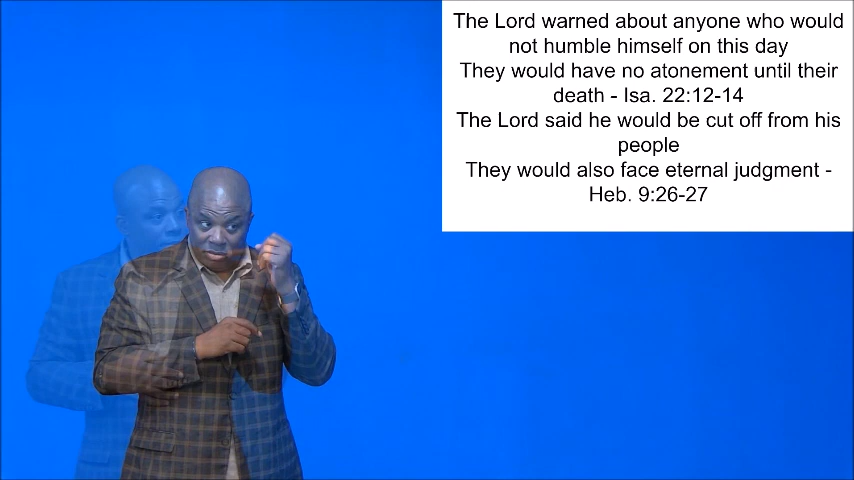 The Lord warned about anyone who would
not humble himself on this day
They would have no atonement until their
death - Isa. 22:12-14
The Lord said he would be cut off from his
people
They would also face eternal judgment -
Heb. 9:26-27